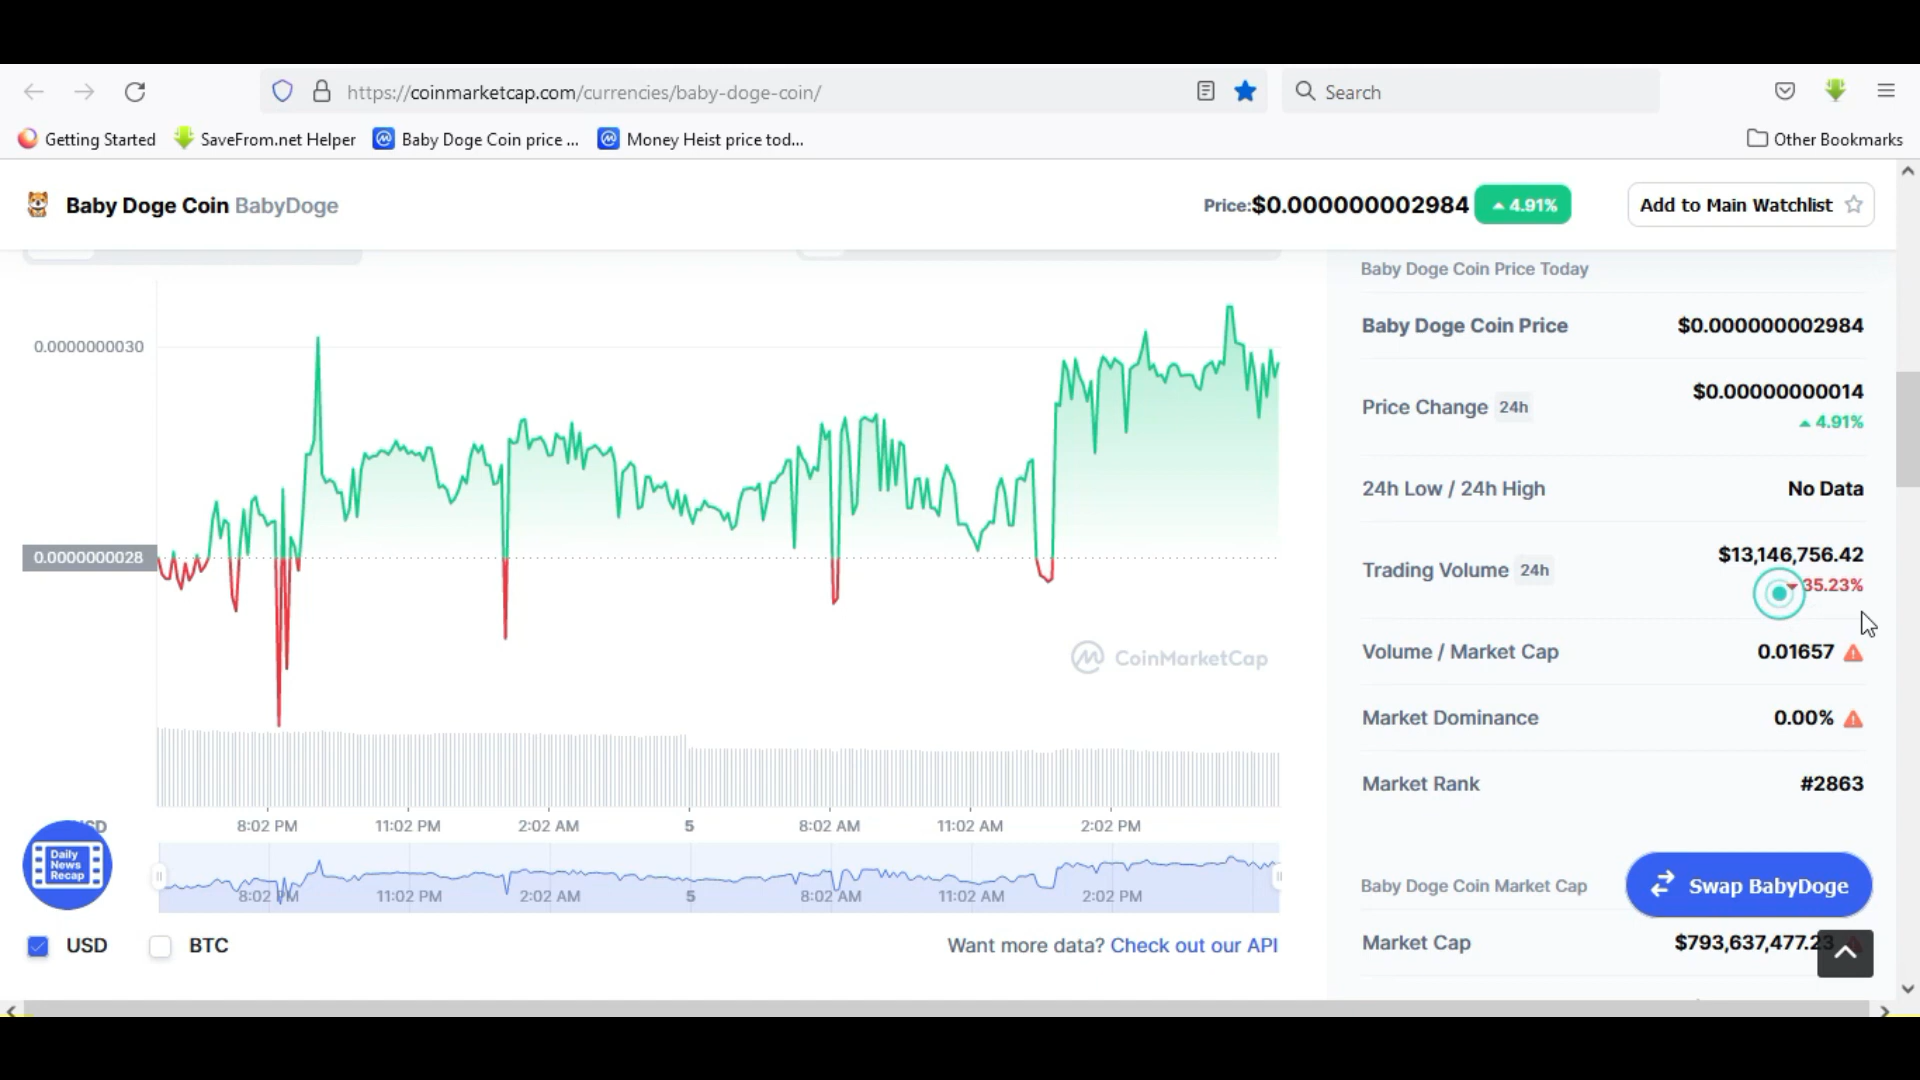 https://coinmarketcap.com/currencies/baby-doge-coin/
Search
Getting Started
SaveFrom.net Helper
Baby Doge Coin price ...
Money Heist price tod...
Other Bookmarks
Baby Doge Coin BabyDoge
Price:$0.000000002984
4.91%
Add to Main Watchlist
0.0000000030
0.0000000028
CoinMarketCap
8:02 PM 11:02 PM 2:02 AM 5 8:02 AM 11:02 AM 2:02 PM
8:02 PM 11:02 PM 2:02 AM 5 8:02 AM 11:02 AM 2:02 PM
Daily
News
Recap
USD
BTC
Want more data? Check out our API
Baby Doge Coin Price Today
Baby Doge Coin Price $0.000000002984
Price Change 24h $0.00000000014
4.91%
24h Low / 24h High No Data
Trading Volume 24h $13,146,756.42
35.23%
Volume / Market Cap 0.01657
Market Dominance 0.00%
Market Rank #2863
Baby Doge Coin Market Cap
Swap BabyDoge
Market Cap $793,637,477.23